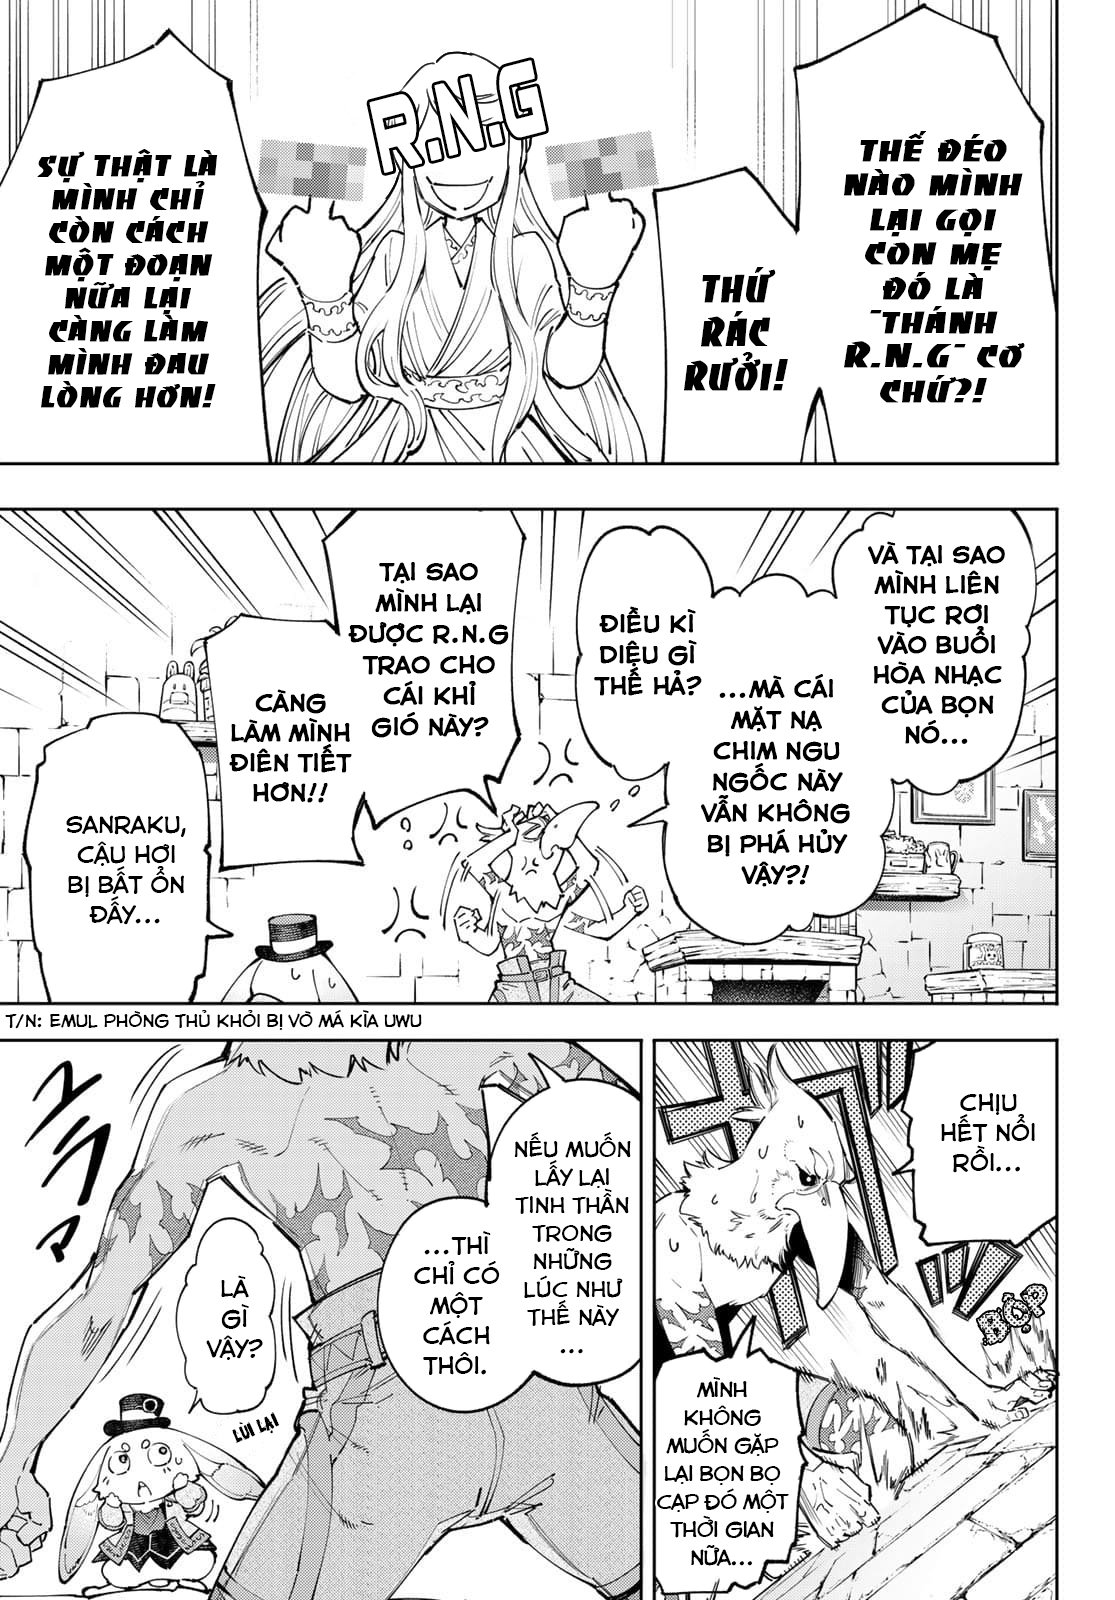 THẾ ĐÉO
NÀO MÌNH
LẠI GỌI
CON MẸ
ĐÓ LÀ
"THÁNH
R.N.G" CƠ
CHỨ?!
THỨ
RÁC
RƯỞI!
R.N.G
SỰ THẬT LÀ
MÌNH CHỈ
CÒN CÁCH
MỘT ĐOẠN
NỮA LẠI
CÀNG LÀM
MÌNH ĐAU
LÒNG HƠN!
VÀ TẠI SAO
MÌNH LIÊN
TỤC RƠI
VÀO BUỔI
HÒA NHẠC
CỦA BỌN
NÓ...
...MÀ CÁI
MẶT NẠ
CHIM NGU
NGỐC NÀY
VẪN KHÔNG
BỊ PHÁ HỦY
VẬY?!
ĐIỀU KÌ
DIỆU GÌ
THẾ HẢ?
TẠI SAO
MÌNH LẠI
ĐƯỢC R.N.G
TRAO CHO
CÁI KHỈ
GIÓ NÀY?
CÀNG
LÀM MÌNH
ĐIÊN TIẾT
HƠN!!
SANRAKU,
CẬU HƠI
BỊ BẤT ỔN
ĐẤY...
T/N: EMUL PHÒNG THỦ KHỎI BỊ VỠ MÁ KÌA UWU
CHỊU
HẾT NỔI
RỒI...
BỘP
MÌNH
KHÔNG
MUỐN GẶP
LẠI BỌN BỌ
CẠP ĐÓ MỘT
THỜI GIAN
NỮA...
NẾU MUỐN
LẤY LẠI
TINH THẦN
TRONG
NHỮNG
LÚC NHƯ
THẾ NÀY
...
...THÌ
CHỈ CÓ
MỘT
CÁCH
THÔI.
LÀ
GÌ
VẬY?
LÙI LẠI
ユラァ